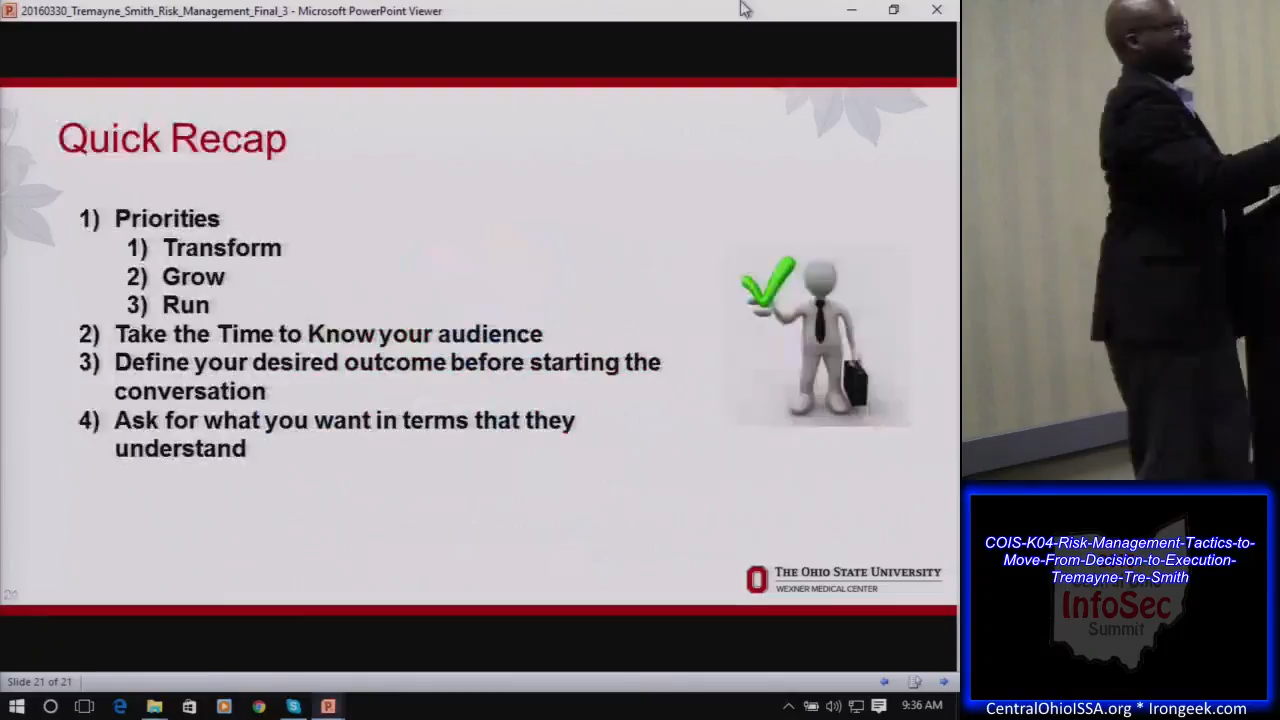 20160330_Tremayne_Smith_Risk_Management_Final_3 - Microsoft PowerPoint Viewer
Quick Recap
1) Priorities
1) Transform
2) Grow
3) Run
2) Take the Time to Know your audience
3) Define your desired outcome before starting the
conversation
4) Ask for what you want in terms that they
understand
THE OHIO STATE UNIVERSITY
WEXNER MEDICAL CENTER
Slide 21 of 21
9:36 AM
COIS-K04-Risk-Management-Tactics-to-
Move-From-Decision-to-Execution-
Tremayne-Tre-Smith
InfoSec
Summit
CentralOhioISSA.org * Irongeek.com